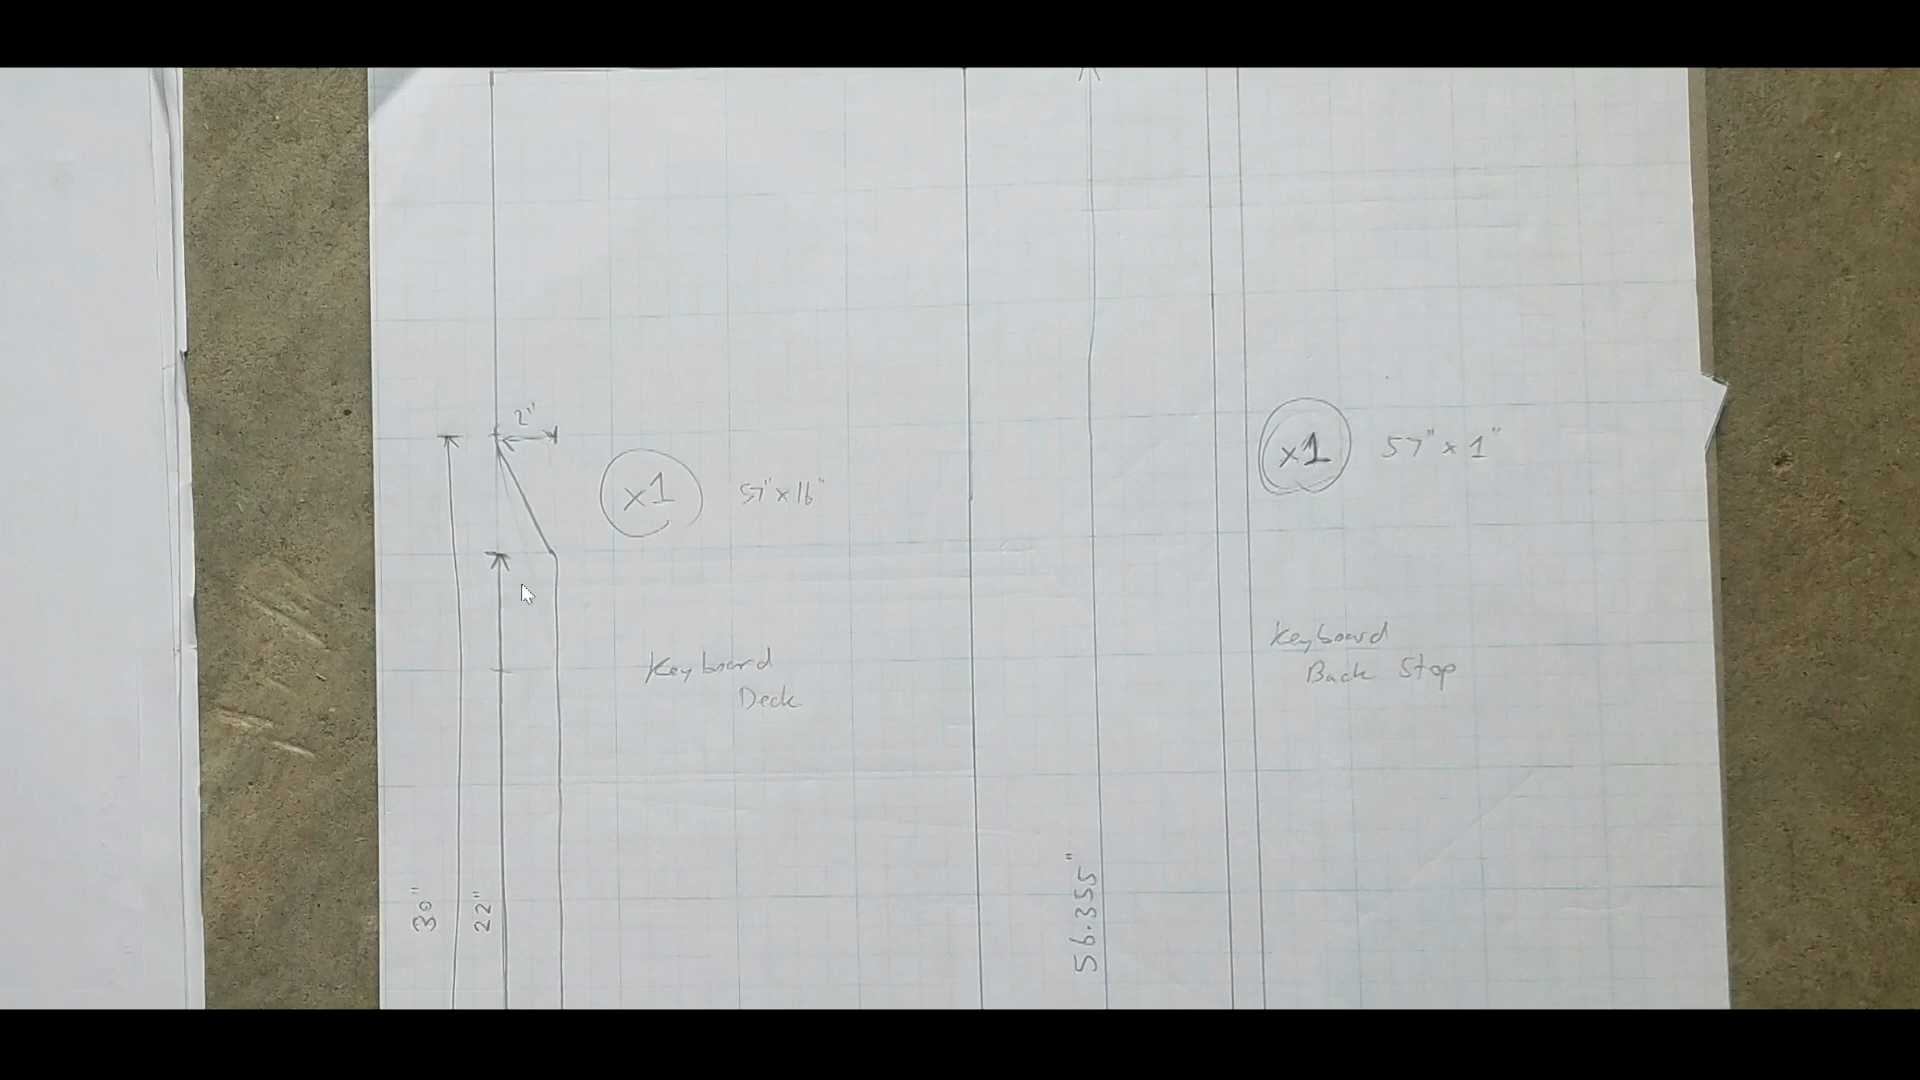 2"
x1
57" x 16"
Keyboard
Deck
30"
22"
56.355"
x1
57" x 1"
Keyboard
Back Stop